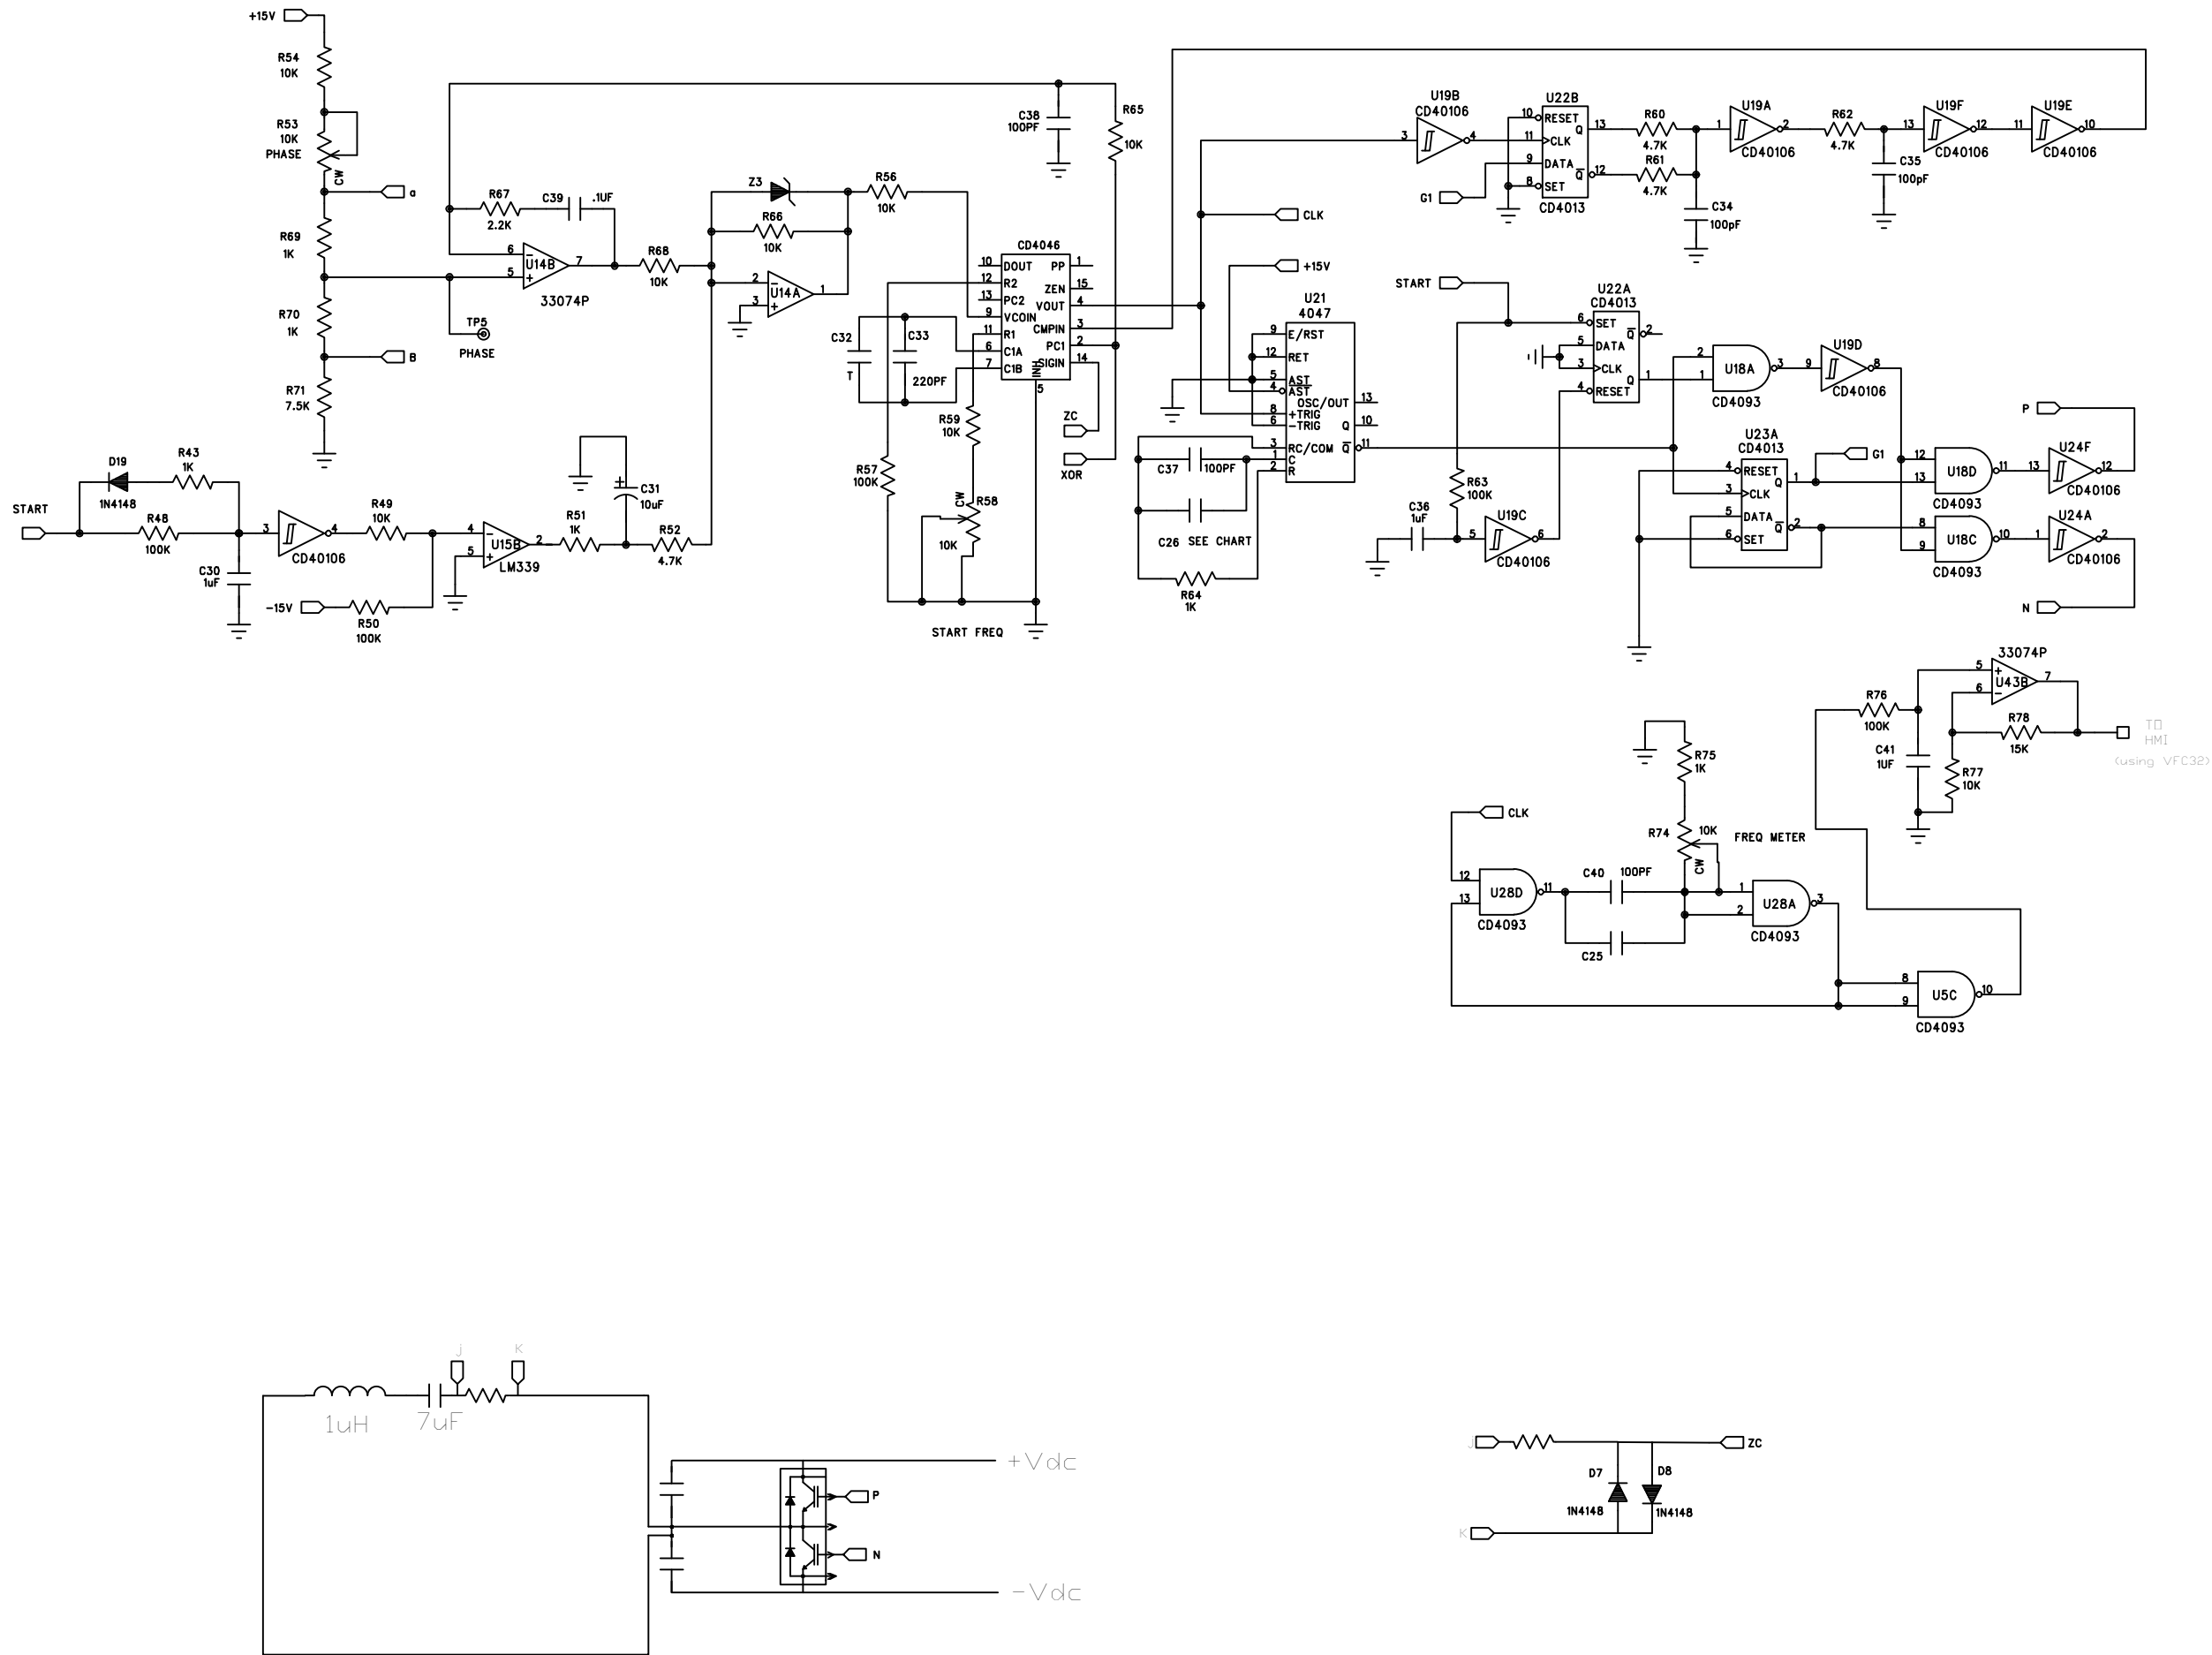 +15V
R54
10K
R53
10K
PHASE
CW
a
R69
1K
R70
1K
B
R71
7.5K
R67
2.2K
C39
.1UF
6
5
U14B
7
33074P
TP5
PHASE
R68
10K
Z3
R66
10K
2
3
U14A
1
R56
10K
C38
100PF
R65
10K
CD4046
10
DOUT
PP
1
12
R2
ZEN
15
13
PC2
VOUT
4
9
VCOIN
CMPIN
3
11
R1
PC1
2
6
C1A
SIGIN
14
7
C1B
INH
5
C32
T
C33
220PF
R59
10K
R57
100K
CW
R58
10K
START FREQ
ZC
XOR
START
D19
1N4148
R43
1K
R48
100K
C30
1uF
3
4
CD40106
R49
10K
-15V
R50
100K
4
5
U15B
2
LM339
R51
1K
C31
10uF
R52
4.7K
CLK
+15V
U21
4047
9
E/RST
12
RET
5
AST
4
AST
OSC/OUT
13
8
+TRIG
6
-TRIG
Q
10
3
RC/COM
Q
11
1
C
2
R
C37
100PF
C26 SEE CHART
R64
1K
U19B
CD40106
3
4
U22B
10
RESET
Q
13
11
CLK
9
DATA
Q
12
8
SET
CD4013
G1
R60
4.7K
R61
4.7K
C34
100pF
U19A
1
2
CD40106
R62
4.7K
C35
100pF
U19F
13
12
CD40106
U19E
11
10
CD40106
START
U22A
CD4013
6
SET
Q
2
5
DATA
3
CLK
Q
1
4
RESET
R63
100K
C36
1uF
U19C
5
6
CD40106
2
1
U18A
3
CD4093
U19D
9
8
CD40106
U23A
CD4013
4
RESET
Q
1
3
CLK
5
DATA
Q
2
6
SET
G1
12
13
U18D
11
CD4093
8
9
U18C
10
CD4093
P
U24F
13
12
CD40106
U24A
1
2
CD40106
N
33074P
5
6
U43B
7
R76
100K
C41
1UF
R78
15K
R77
10K
TO
HMI
(using VFC32)
R75
1K
R74
10K
CW
FREQ METER
CLK
12
13
U28D
11
CD4093
C40
100PF
C25
1
2
U28A
3
CD4093
8
9
U5C
10
CD4093
j
K
1uH
7uF
+Vdc
P
N
-Vdc
J
ZC
D7
1N4148
D8
1N4148
K